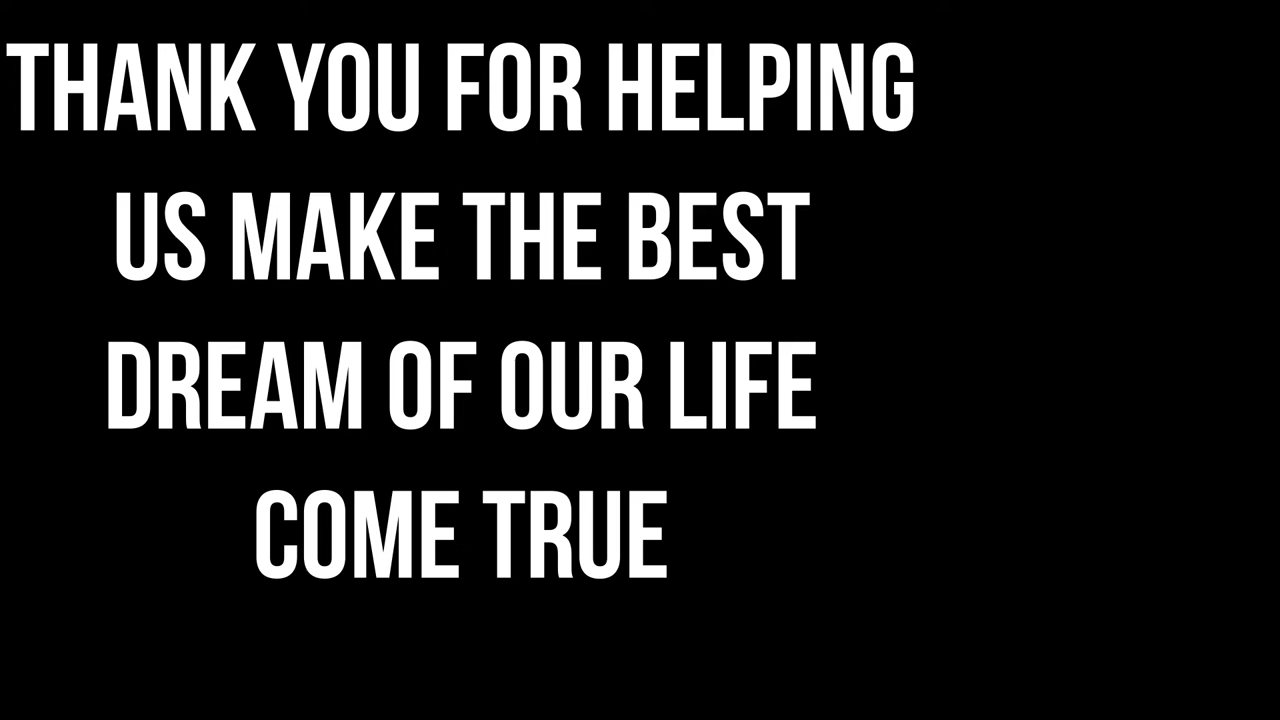 THANK YOU FOR HELPING
US MAKE THE BEST
DREAM OF OUR LIFE
COME TRUE